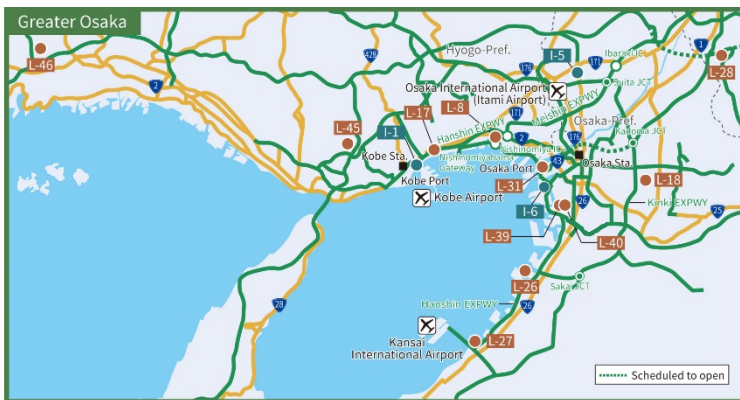 Greater Osaka
L-46
2
42B
Hyogo-Pref.
176
I-5
171
Ibaraki JCT
1
L-28
Suita JCT
Osaka International Airport
(Itami Airport)
L-17
L-8
Meishin EXPWY
171
Hanshin EXPWY
2
Osaka-Pref.
176
Kadoma JCT
L-45
I-1
Kobe Sta.
Nishinomiya IC
Nishinomiyahama
Gateway
43
Osaka Sta.
Kobe Port
Osaka Port
L-31
L-18
Kobe Airport
I-6
26
Kinki EXPWY
25
L-39
L-40
L-26
Sakai JCT
28
Hanshin EXPWY
26
Kansai
International Airport
L-27
Scheduled to open